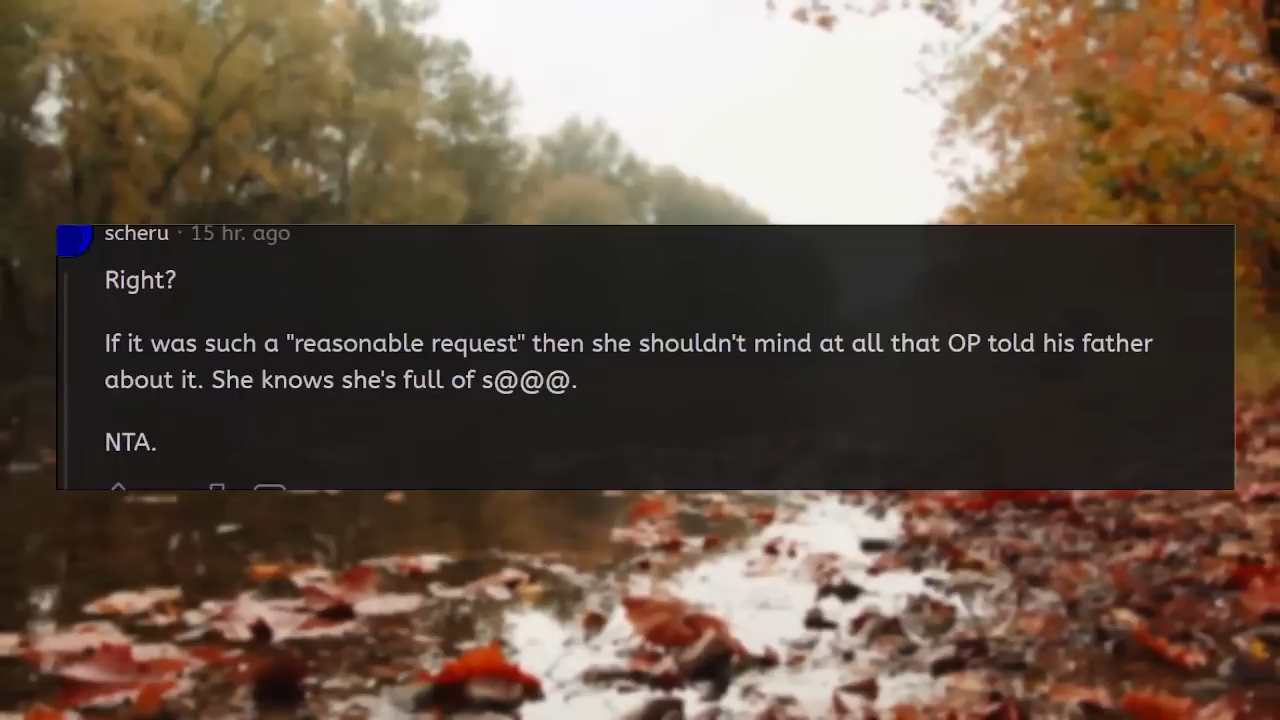 scheru · 15 hr. ago
Right?
If it was such a "reasonable request" then she shouldn't mind at all that OP told his father
about it. She knows she's full of s@@@.
NTA.